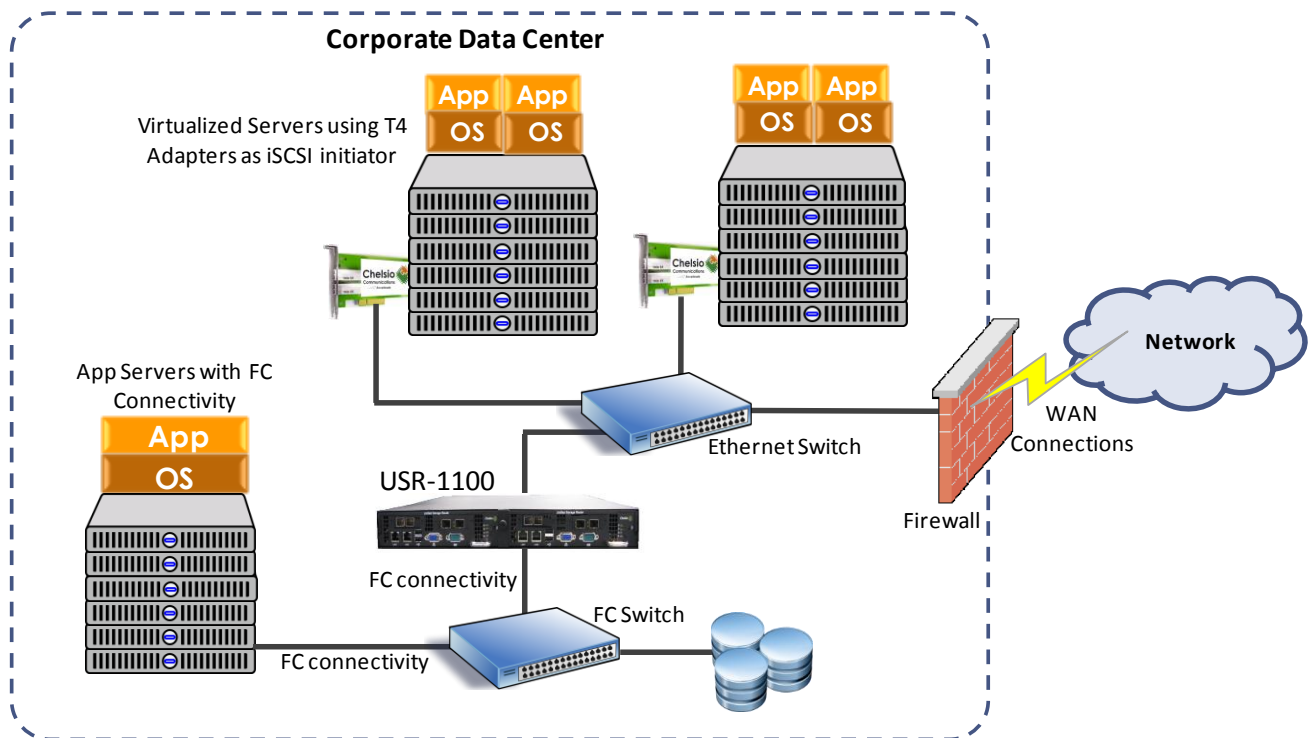 Corporate Data Center
App App
OS OS
App App
OS OS
Virtualized Servers using T4
Adapters as iSCSI initiator
Chelsio
Communications
Chelsio
Communications
Network
App Servers with FC
Connectivity
App
OS
WAN
Connections
Ethernet Switch
USR-1100
Firewall
FC connectivity
FC Switch
FC connectivity